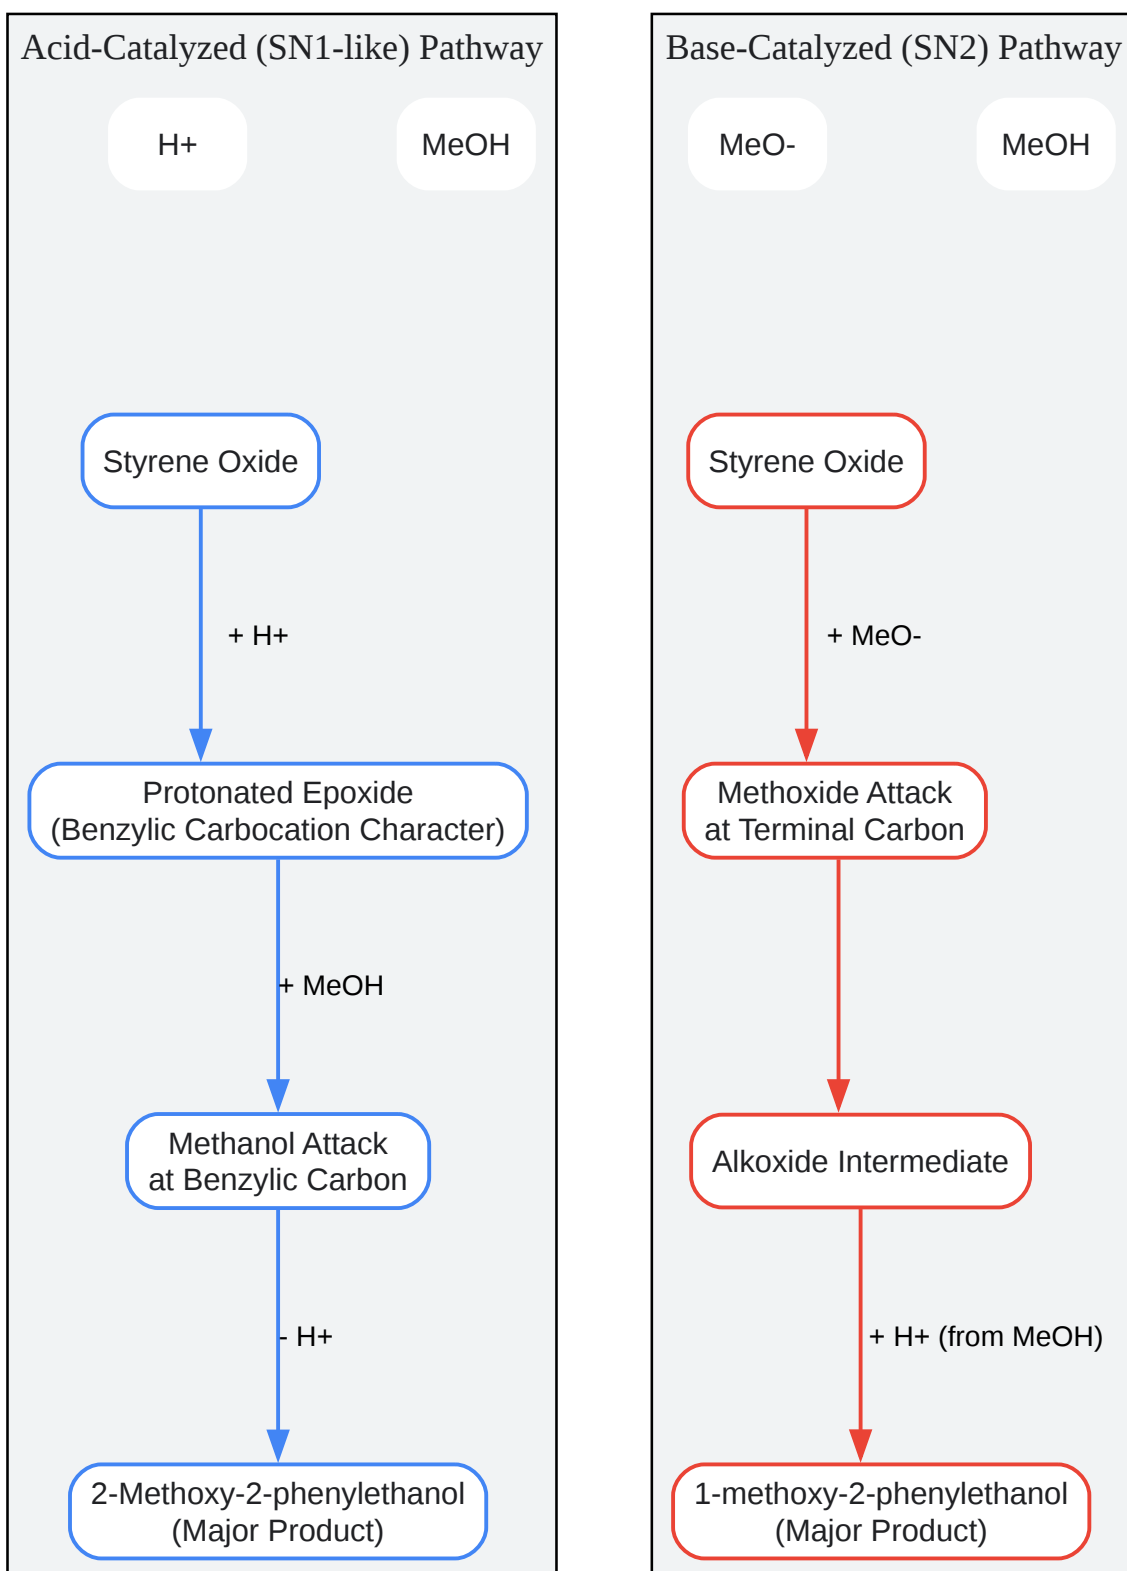 Acid-Catalyzed (SN1-like) Pathway
H+
MeOH
Styrene Oxide
+ H+
Protonated Epoxide
(Benzylic Carbocation Character)
+ MeOH
Methanol Attack
at Benzylic Carbon
- H+
2-Methoxy-2-phenylethanol
(Major Product)
Base-Catalyzed (SN2) Pathway
MeO-
MeOH
Styrene Oxide
+ MeO-
Methoxide Attack
at Terminal Carbon
Alkoxide Intermediate
+ H+ (from MeOH)
1-methoxy-2-phenylethanol
(Major Product)